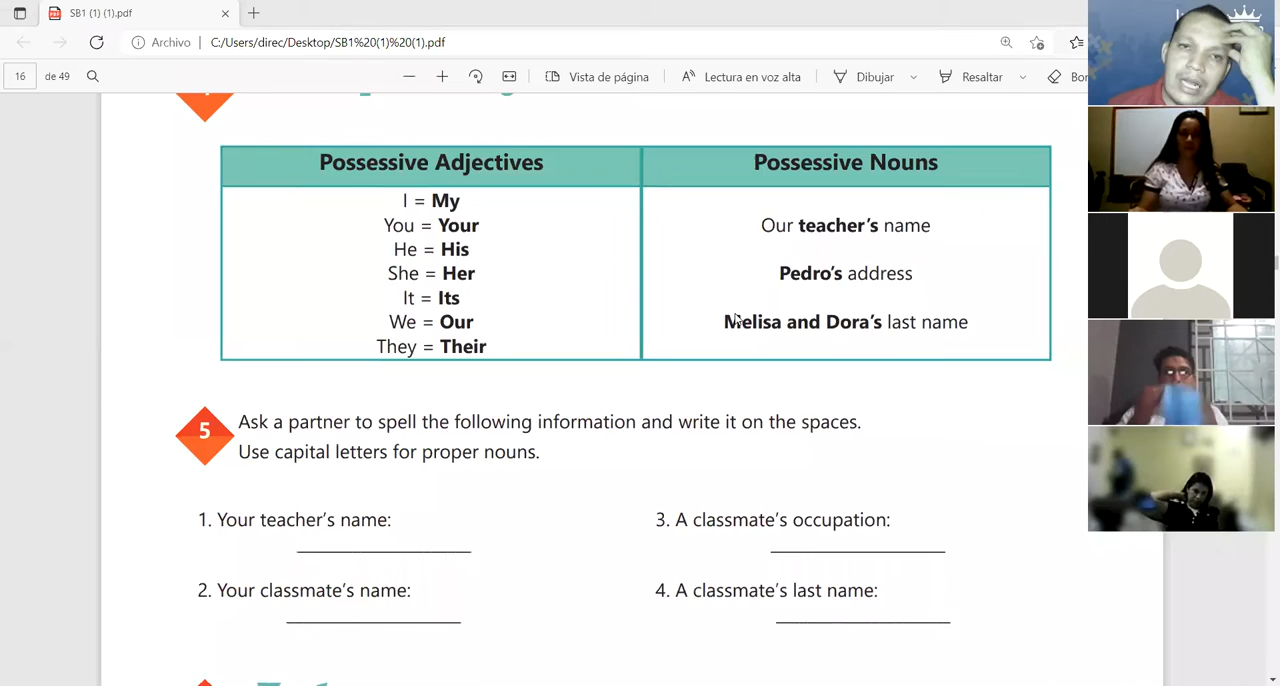 SB1 (1) (1).pdf
Archivo
C:/Users/direc/Desktop/SB1%20(1)%20(1).pdf
16 de 49
Vista de página
Lectura en voz alta
Dibujar
Resaltar
Possessive Adjectives
I = My
You = Your
He = His
She = Her
It = Its
We = Our
They = Their
Possessive Nouns
Our teacher's name
Pedro's address
Melisa and Dora's last name
5
Ask a partner to spell the following information and write it on the spaces.
Use capital letters for proper nouns.
1. Your teacher's name:
2. Your classmate's name:
3. A classmate's occupation:
4. A classmate's last name: